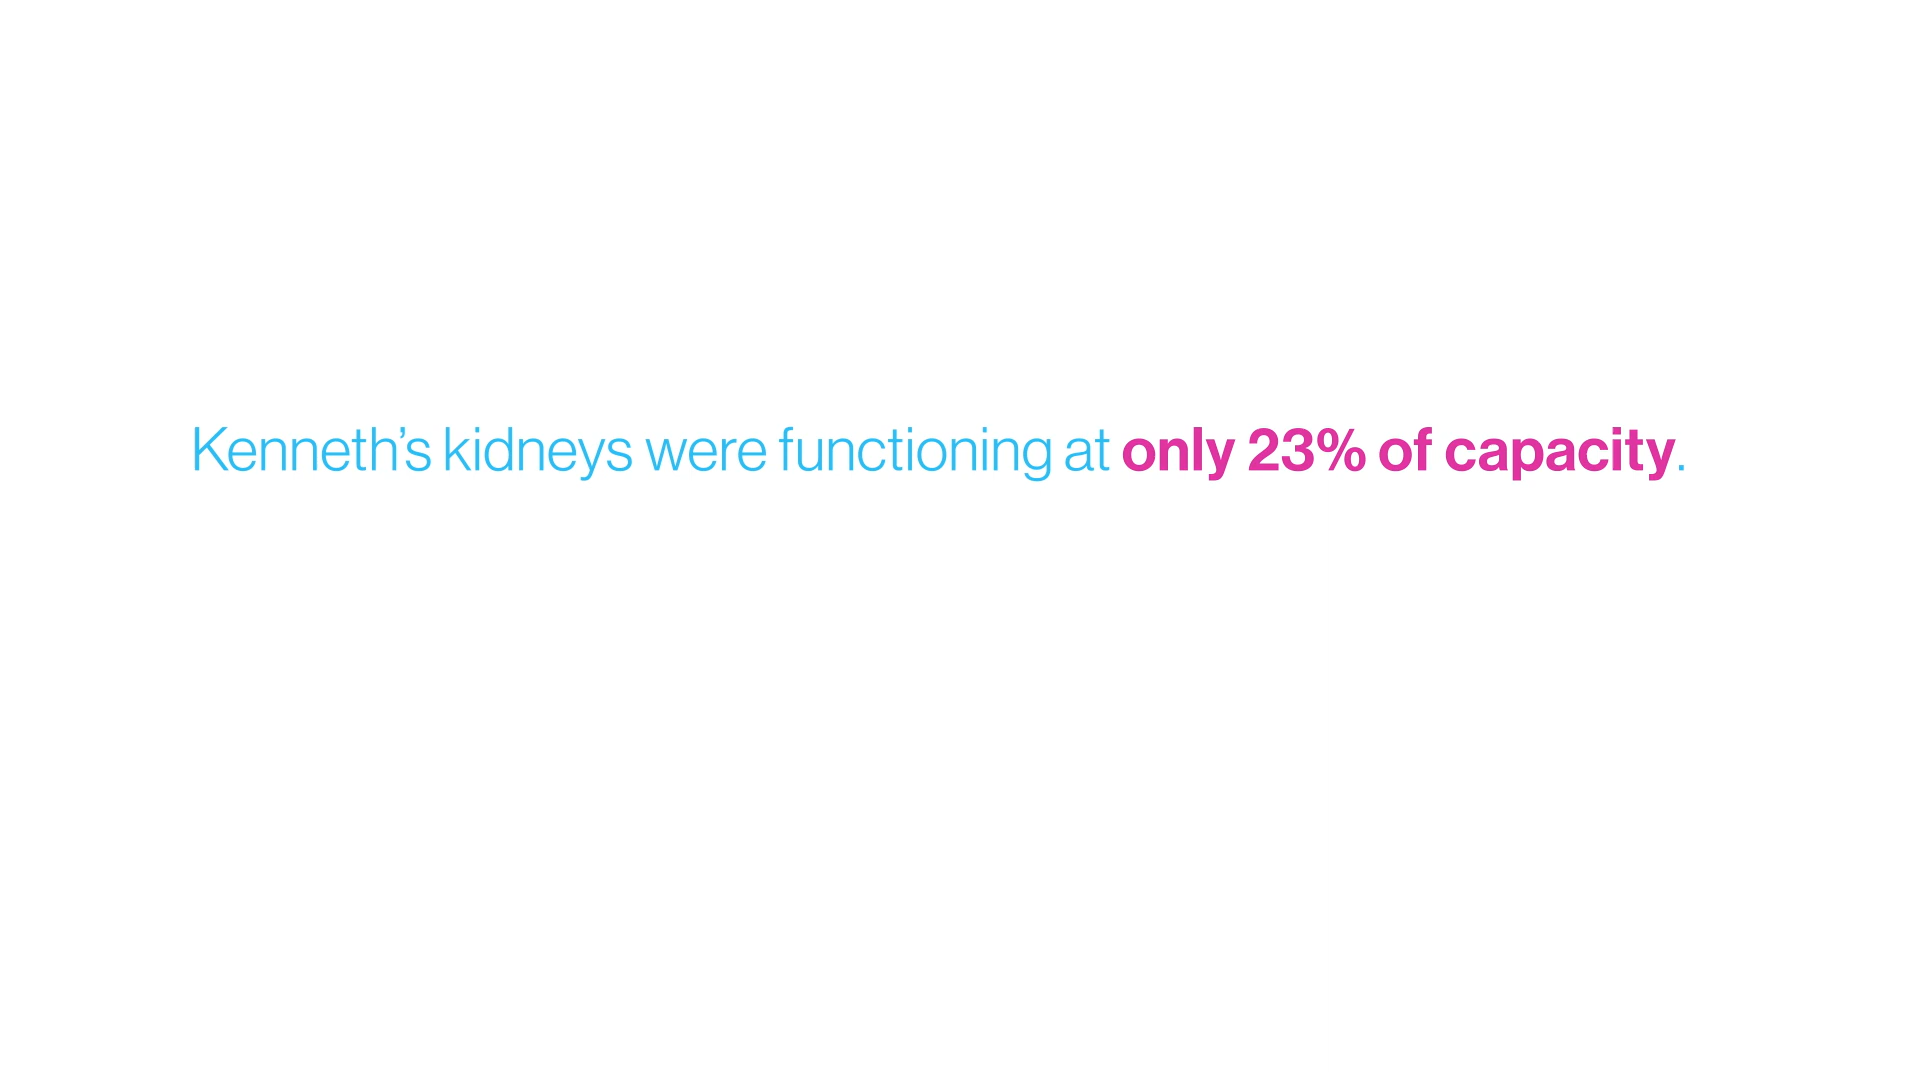 Kenneth’s kidneys were functioning at only 23% of capacity.